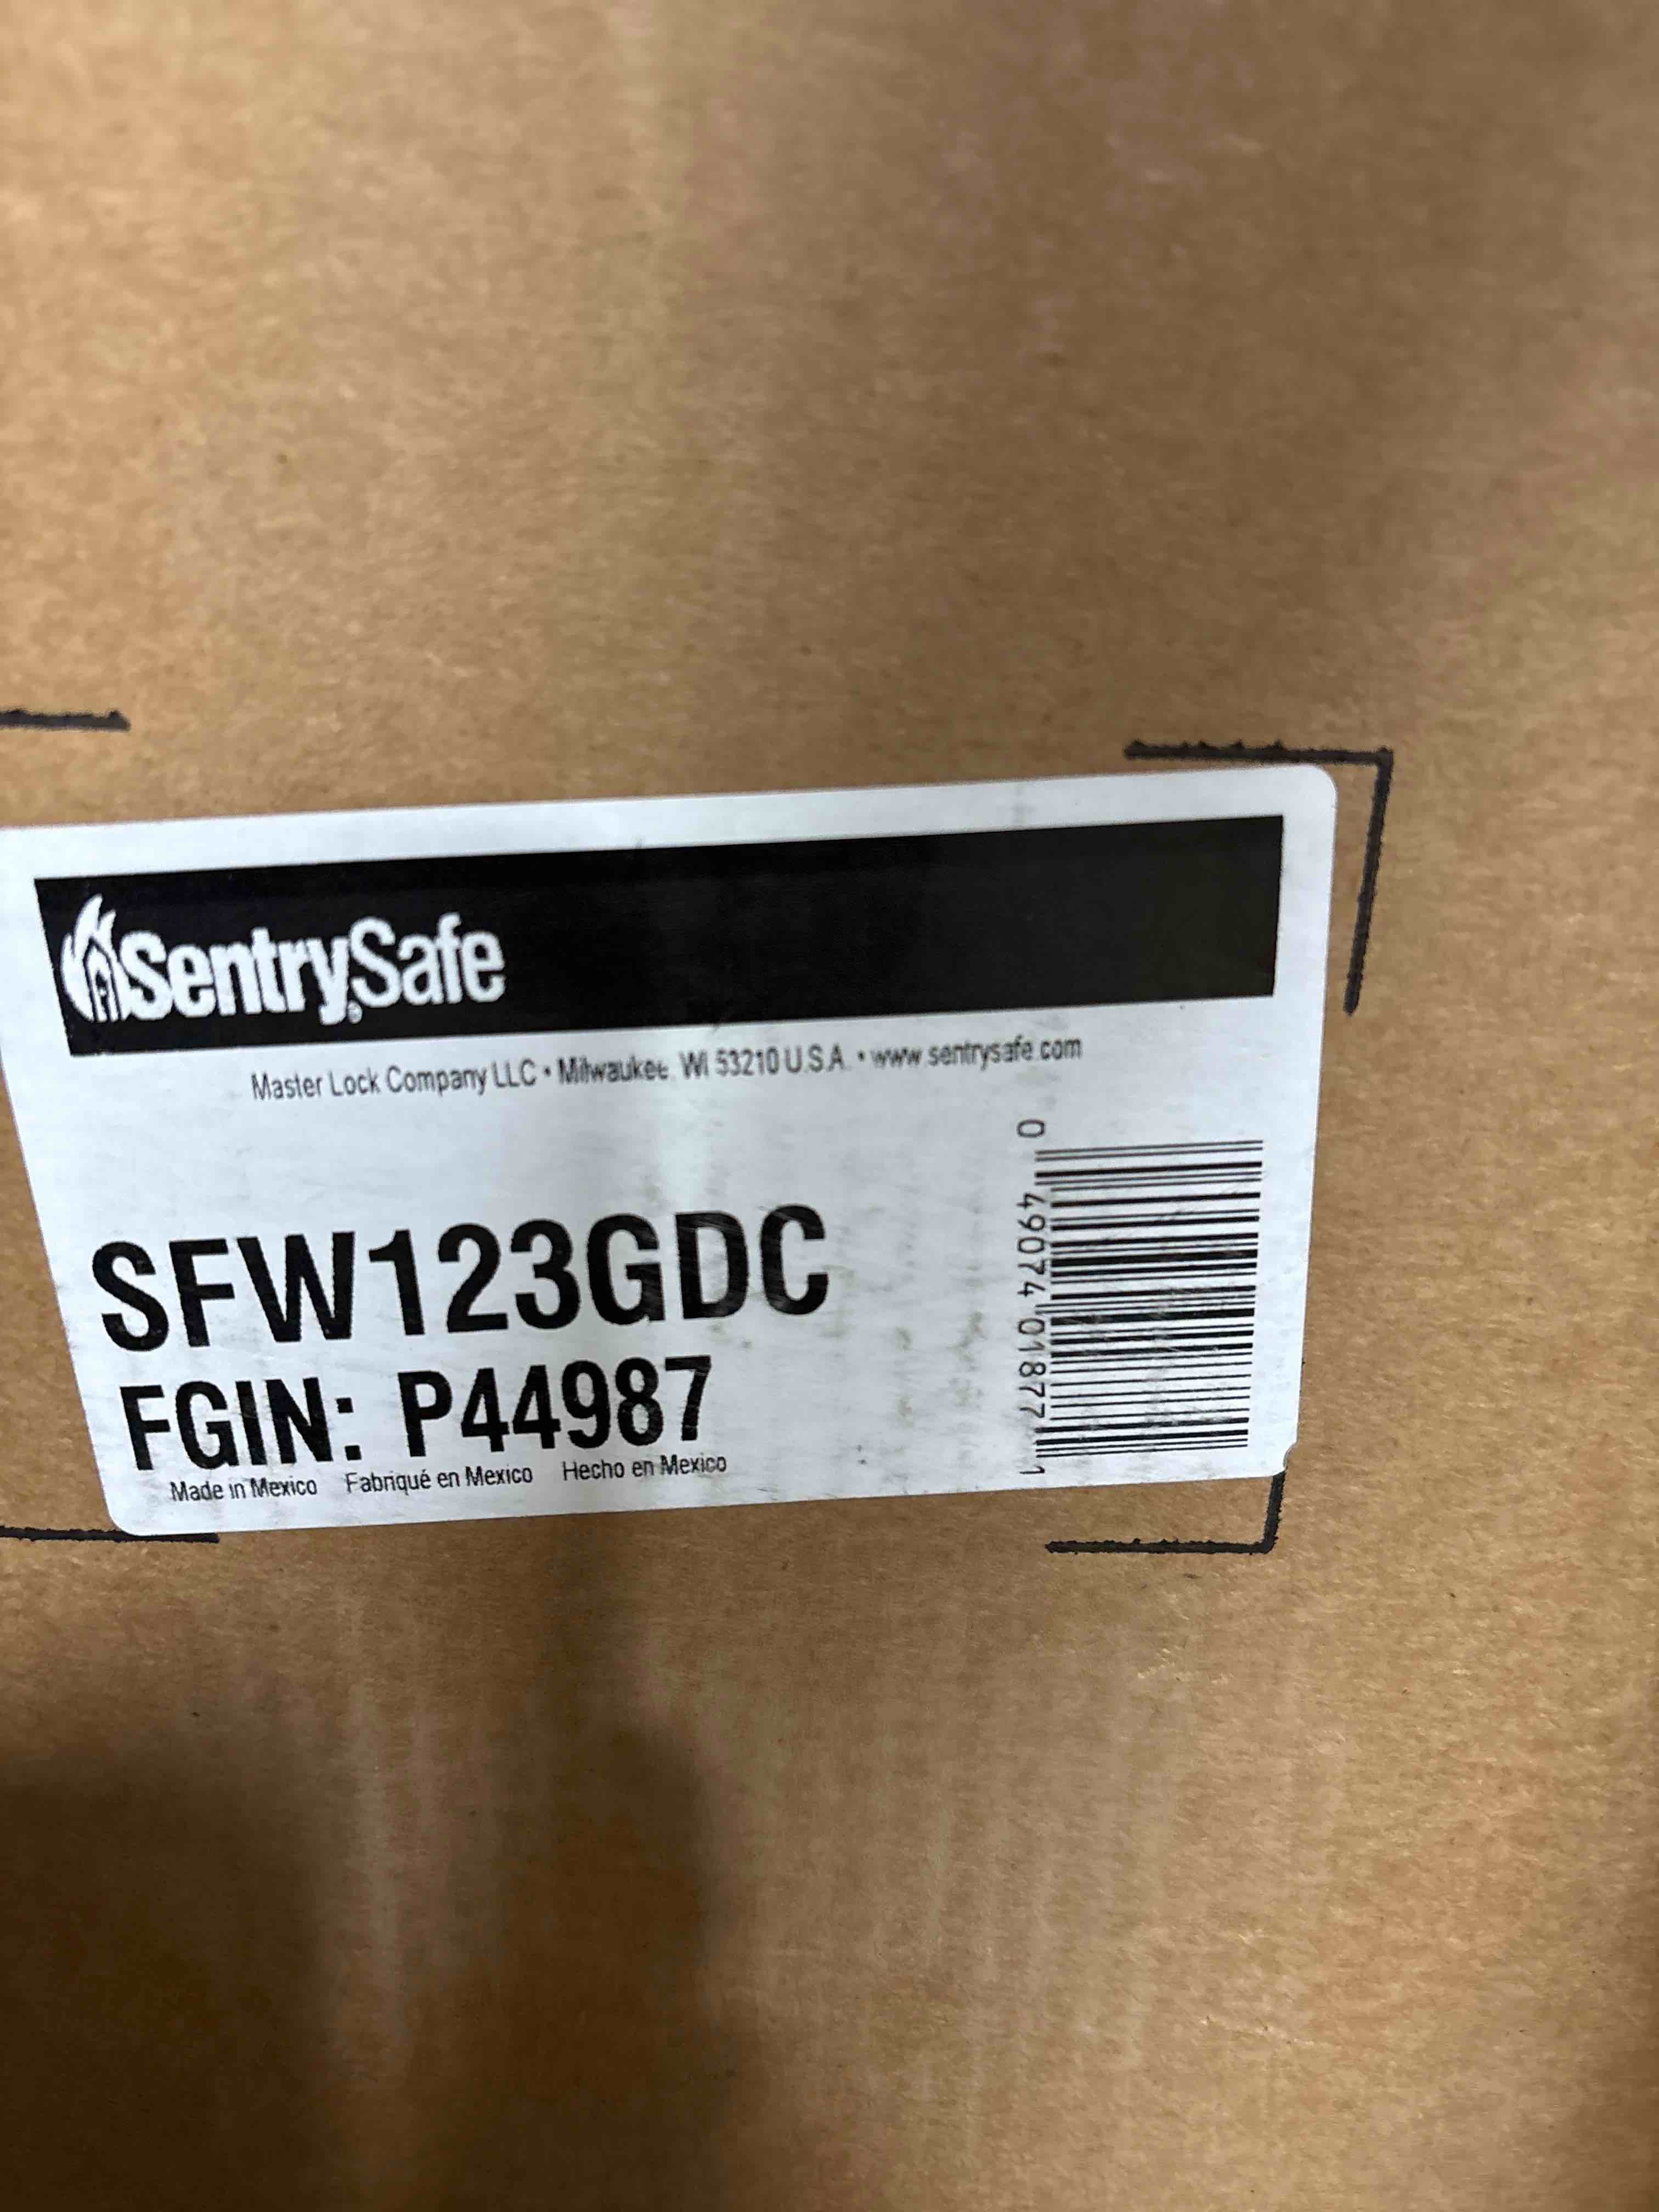 SentrySafe
Master Lock Company LLC • Milwaukee, WI 53210 U.S.A. • www.sentrysafe.com
SFW123GDC
FGIN: P44987
Made in Mexico Fabriqué en Mexico Hecho en Mexico
0 49074 01877 1